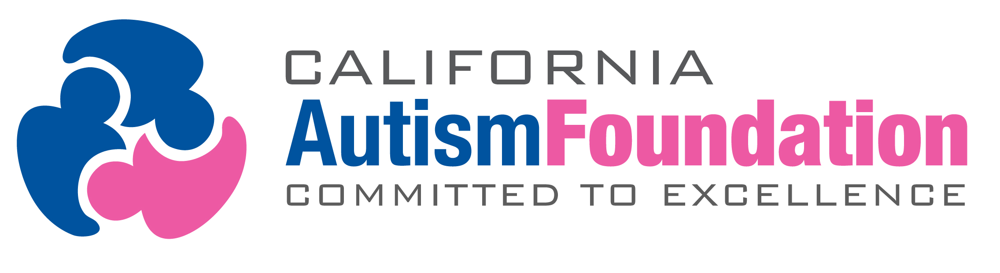 CALIFORNIA
AutismFoundation
COMMITTED TO EXCELLENCE